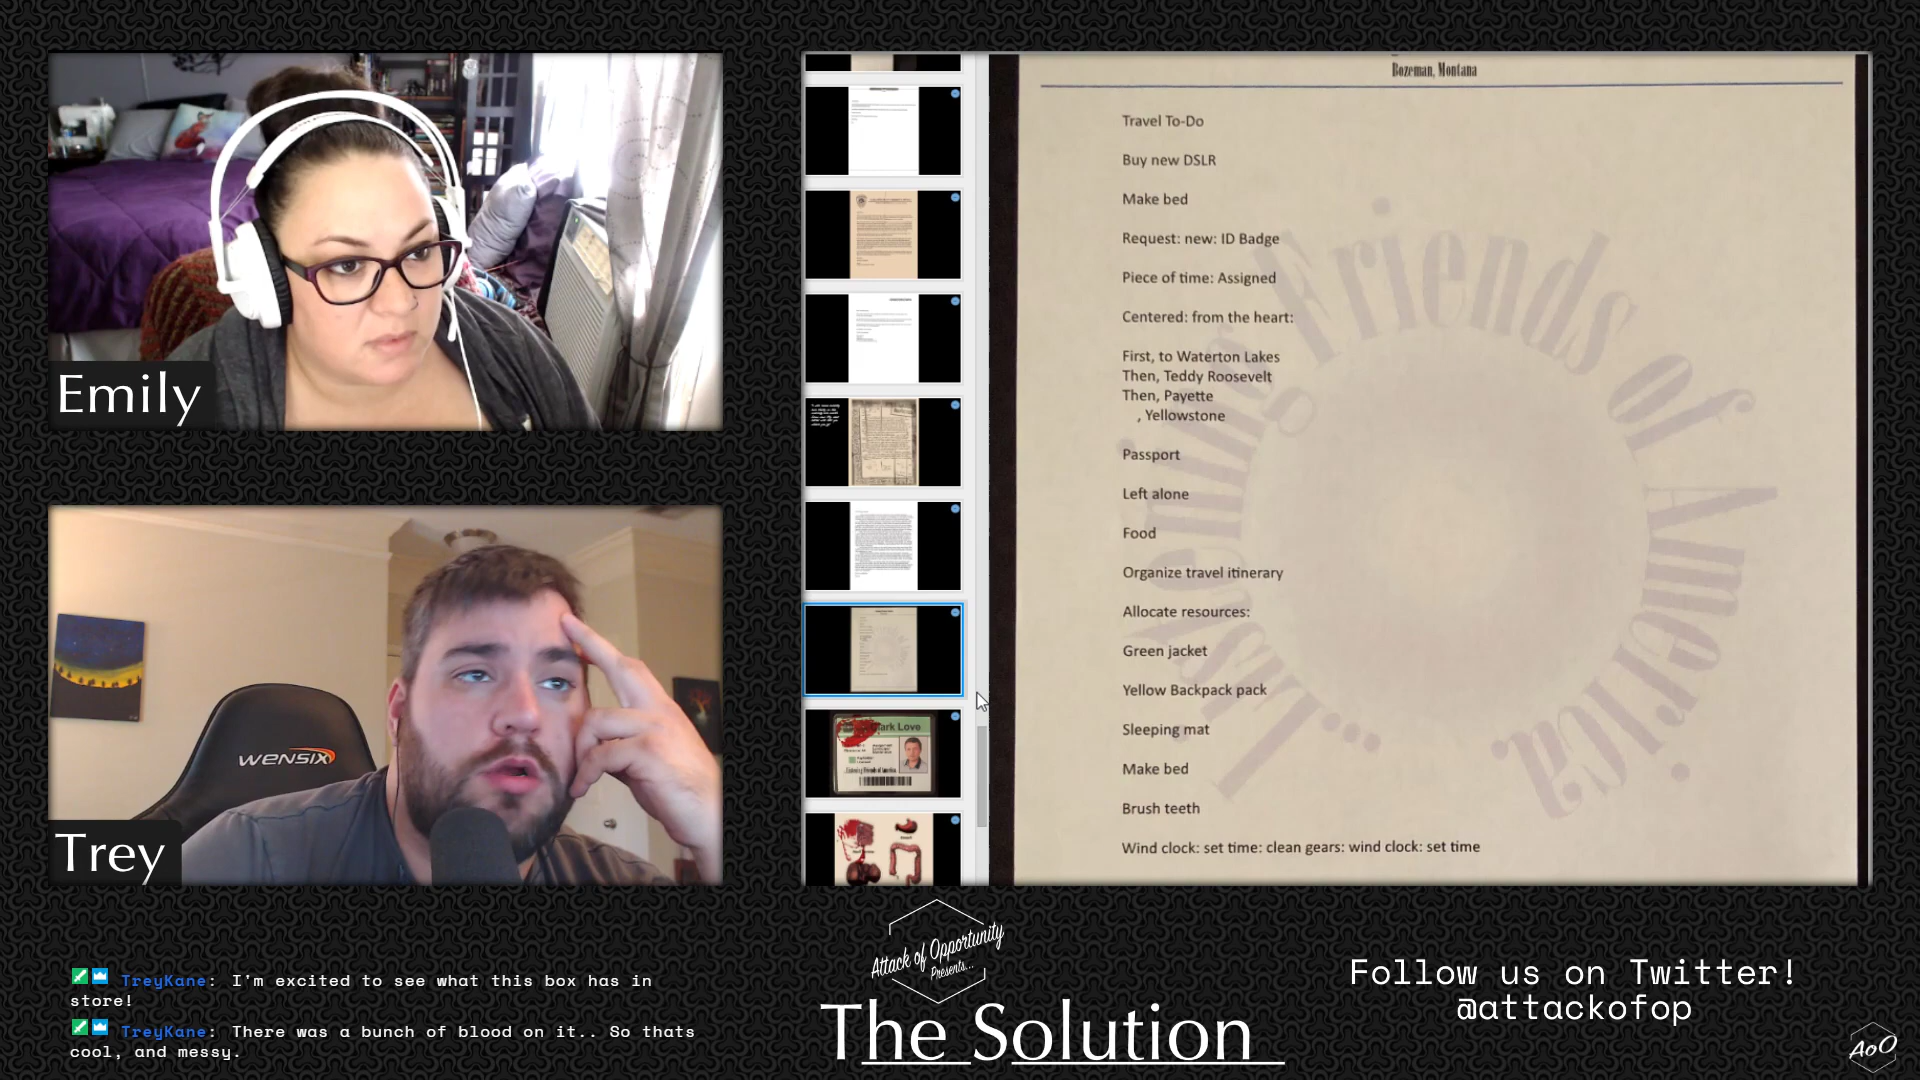 Emily
WENSIX
Trey
Bozeman, Montana
Travel To-Do
Buy new DSLR
Make bed
Request: new: ID Badge
Piece of time: Assigned
Centered: from the heart:
First, to Waterton Lakes
Then, Teddy Roosevelt
Then, Payette
, Yellowstone
Passport
Left alone
Food
Organize travel itinerary
Allocate resources:
Green jacket
Yellow Backpack pack
Sleeping mat
Make bed
Brush teeth
Wind clock: set time: clean gears: wind clock: set time
Listening Friends of America
ark Love
TreyKane: I'm excited to see what this box has in
store!
TreyKane: There was a bunch of blood on it.. So thats
cool, and messy.
Attack of Opportunity
Presents...
The Solution
Follow us on Twitter!
@attackofop
AoO